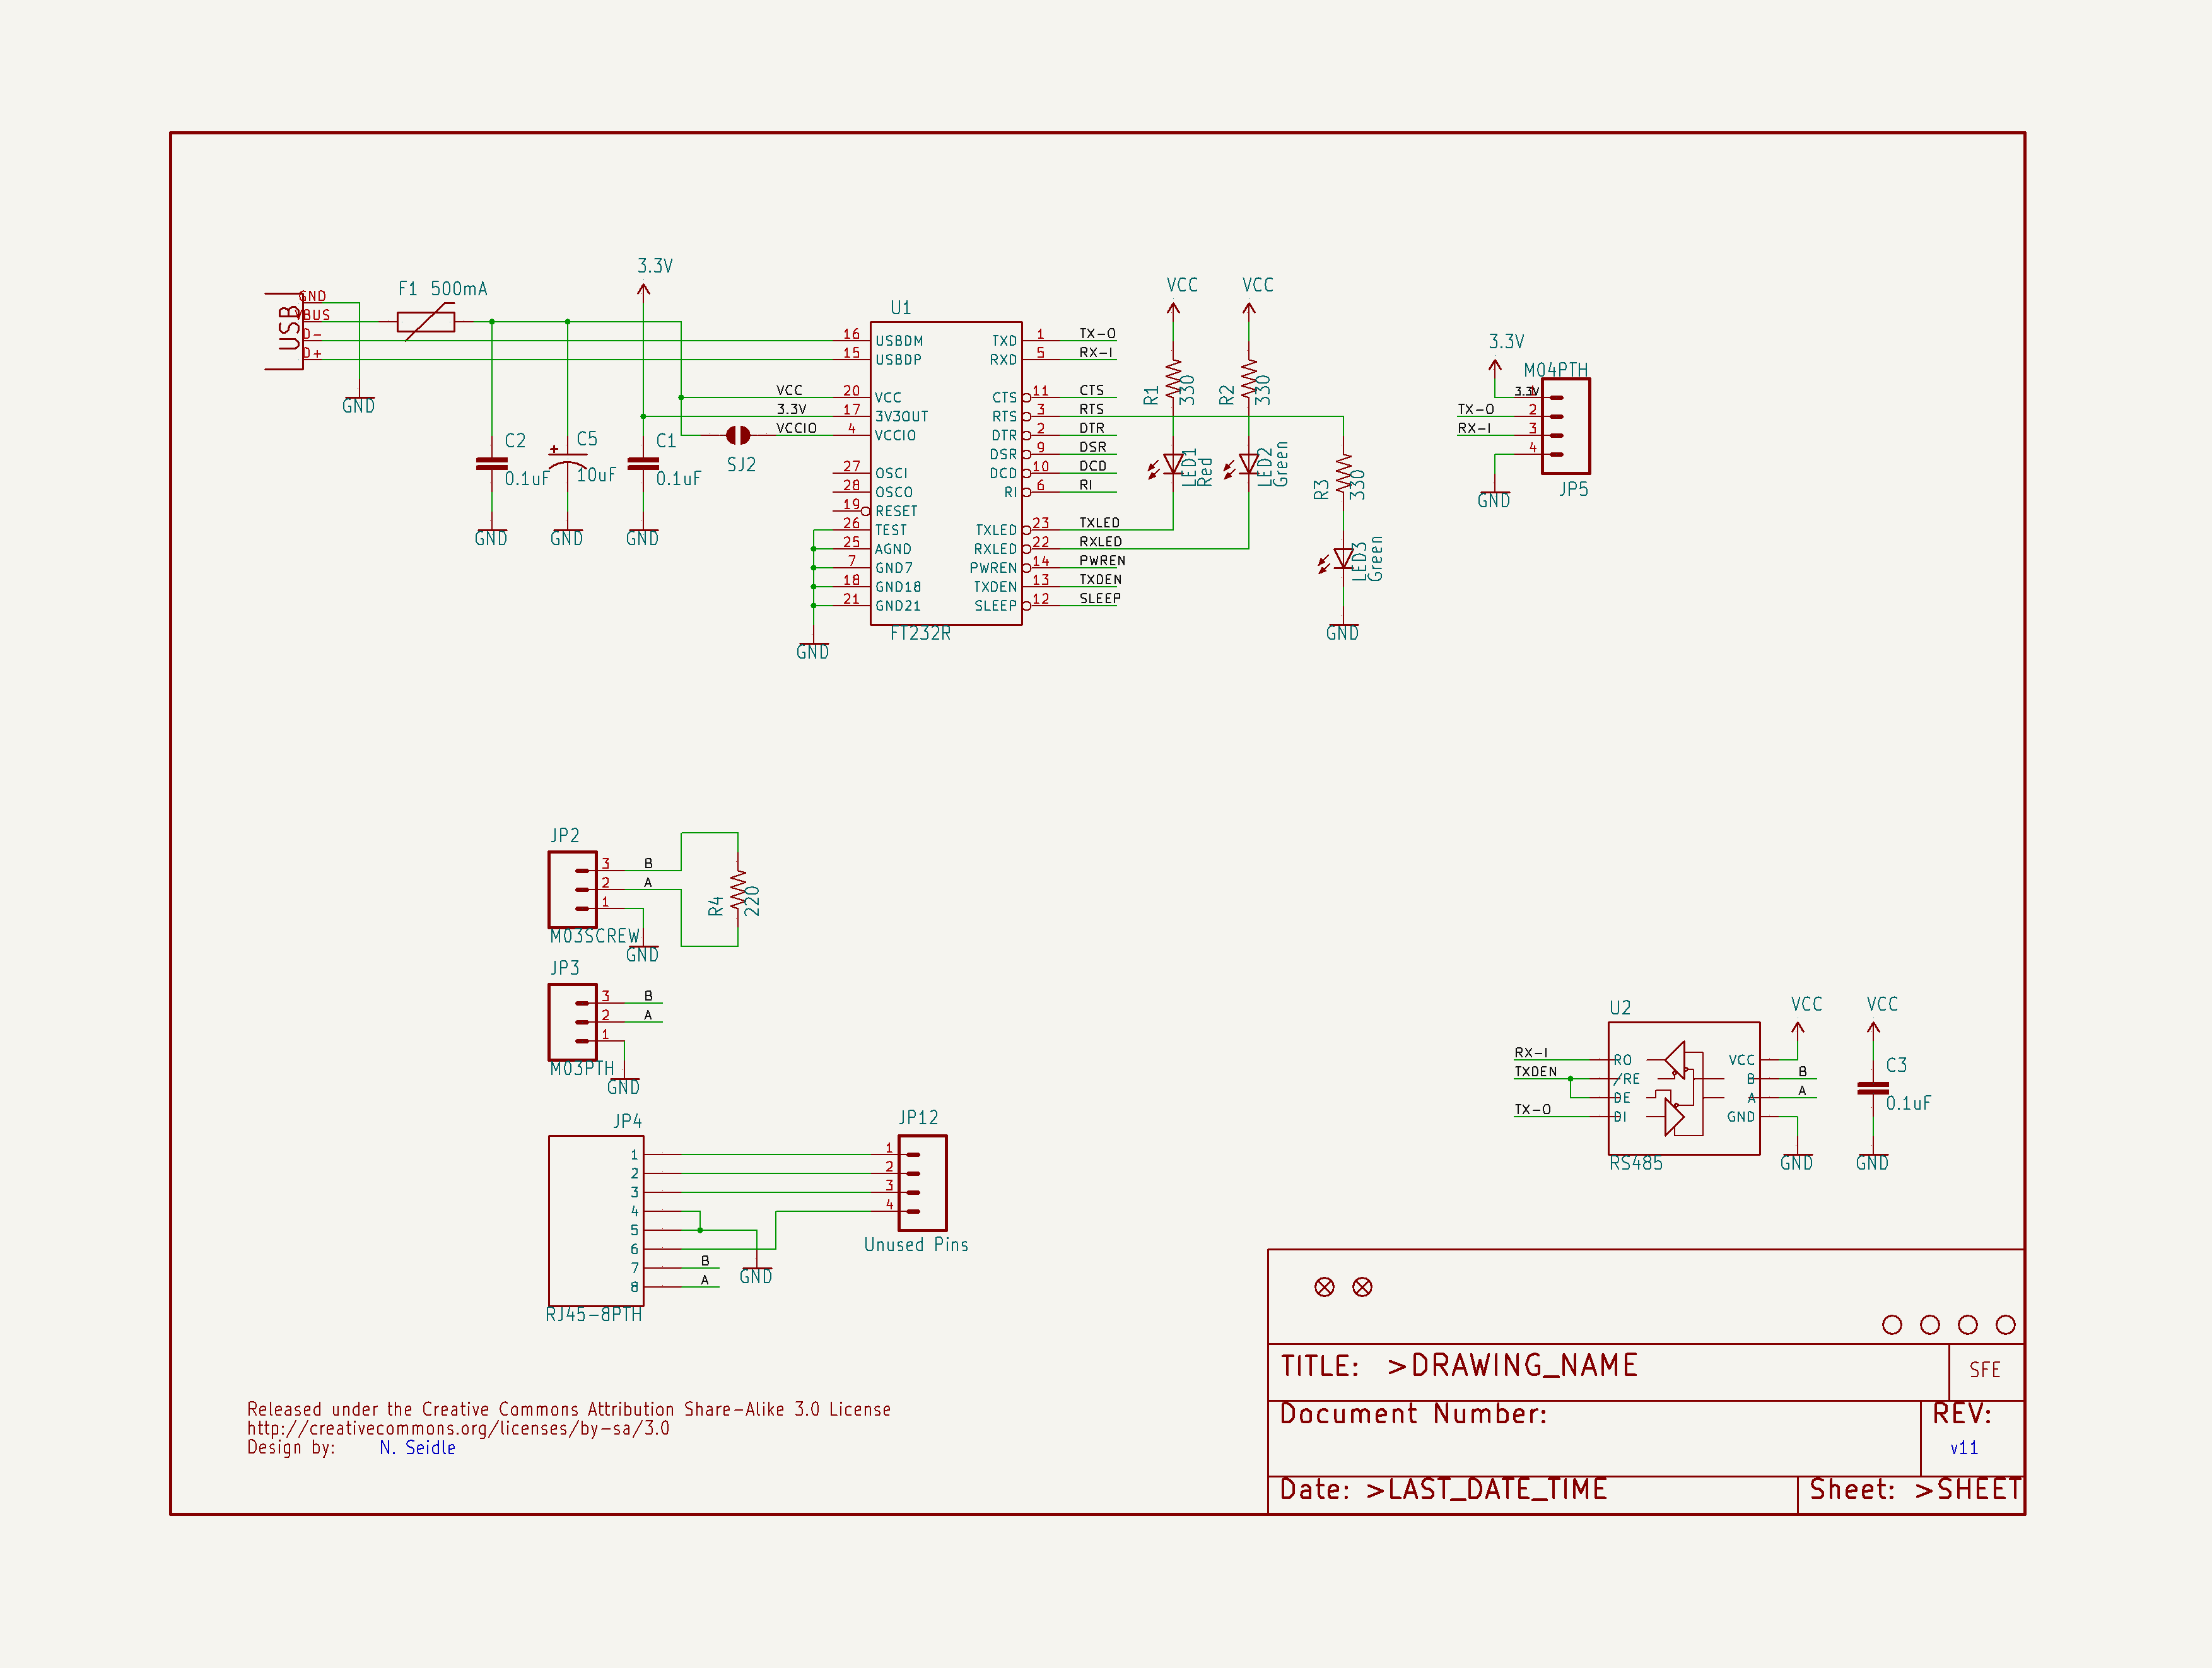 3.3V
F1 500mA
USB
GND
VBUS
D-
D+
GND
VCC
3.3V
VCCIO
SJ2
C2
0.1uF
C5
+
10uF
C1
0.1uF
GND
GND
GND
U1
16 USBDM
15 USBDP
20 VCC
17 3V3OUT
4 VCCIO
27 OSCI
28 OSCO
19 RESET
26 TEST
25 AGND
7 GND7
18 GND18
21 GND21
TXD 1 TX-O
RXD 5 RX-I
CTS 11 CTS
RTS 3 RTS
DTR 2 DTR
DSR 9 DSR
DCD 10 DCD
RI 6 RI
TXLED 23 TXLED
RXLED 22 RXLED
PWREN 14 PWREN
TXDEN 13 TXDEN
SLEEP 12 SLEEP
FT232R
GND
VCC
VCC
R1
330
R2
330
LED1
Red
LED2
Green
R3
330
LED3
Green
GND
3.3V
M04PTH
3.3V
TX-O 2
RX-I 3
4
GND
JP5
JP2
3 B
2 A
1
M03SCREW
GND
R4
220
JP3
3 B
2 A
1
M03PTH
GND
JP4
1
2
3
4
5
6
7 B
8 A
RJ45-8PTH
GND
JP12
1
2
3
4
Unused Pins
U2
VCC
VCC
RX-I RO
TXDEN /RE
DE
TX-O DI
VCC
B B
A A
GND
RS485
GND
C3
0.1uF
GND
TITLE: >DRAWING_NAME
SFE
Document Number:
REV:
v11
Date: >LAST_DATE_TIME
Sheet: >SHEET
Released under the Creative Commons Attribution Share-Alike 3.0 License
http://creativecommons.org/licenses/by-sa/3.0
Design by: N. Seidle